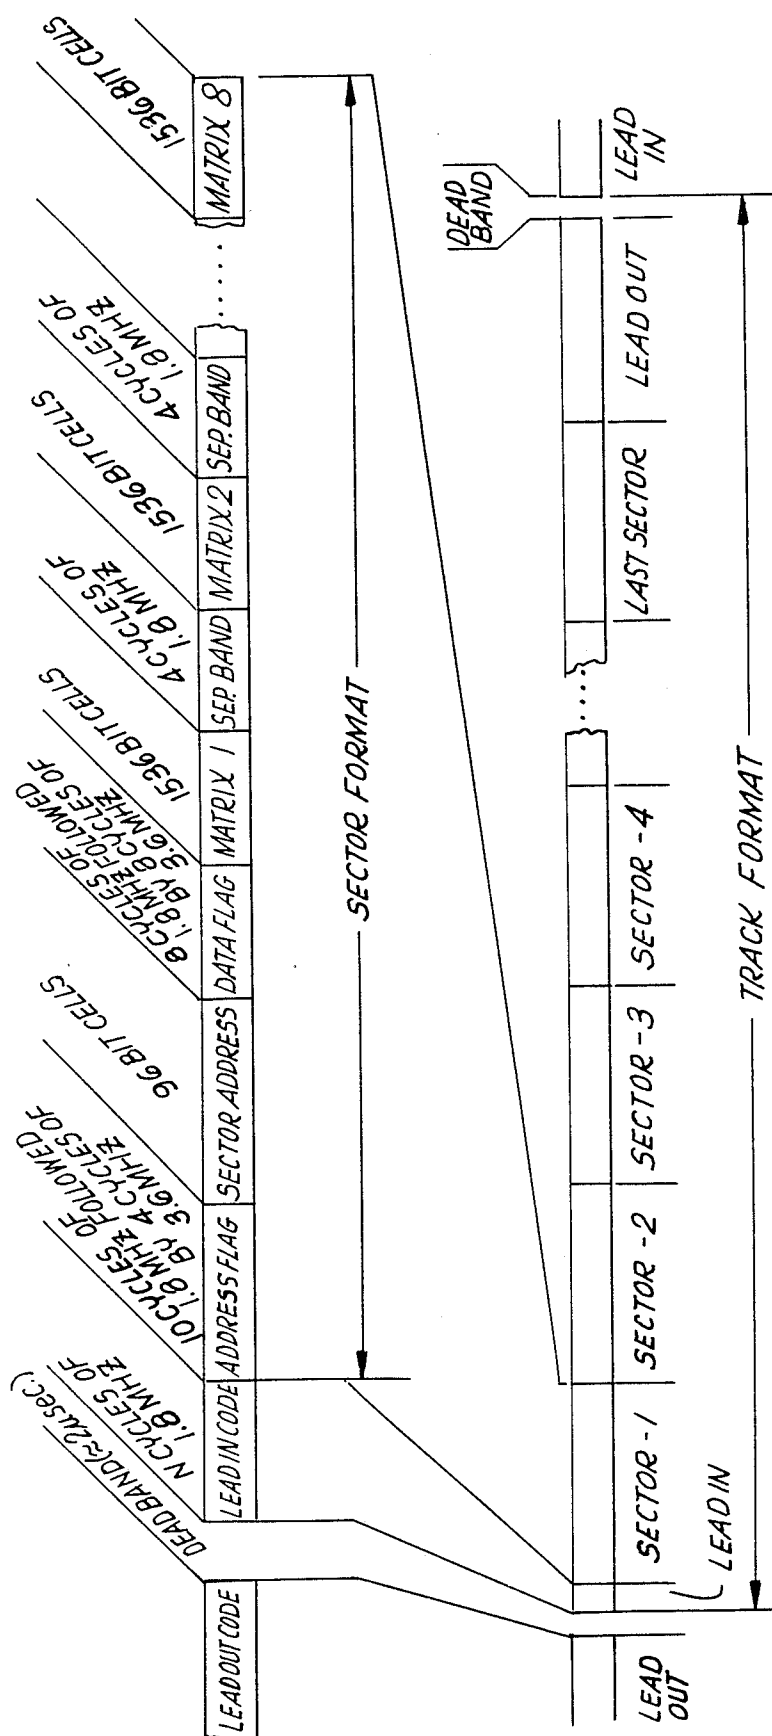 DEAD BAND (≈2µSEC.)
N CYCLES OF
1.8 MHZ
10 CYCLES OF
1.8 MHZ FOLLOWED
BY 4 CYCLES OF
3.6 MHZ
96 BIT CELLS
8 CYCLES OF
1.8 MHZ FOLLOWED
BY 8 CYCLES OF
3.6 MHZ
1536 BIT CELLS
4 CYCLES OF
1.8 MHZ
1536 BIT CELLS
4 CYCLES OF
1.8 MHZ
1536 BIT CELLS
LEAD OUT CODE
LEAD IN CODE
ADDRESS FLAG
SECTOR ADDRESS
DATA FLAG
MATRIX 1
SEP. BAND
MATRIX 2
SEP. BAND
.....
MATRIX 8
SECTOR FORMAT
DEAD
BAND
.....
LEAD
OUT
LEAD IN
SECTOR -1
SECTOR -2
SECTOR -3
SECTOR -4
LAST SECTOR
LEAD OUT
LEAD
IN
TRACK FORMAT